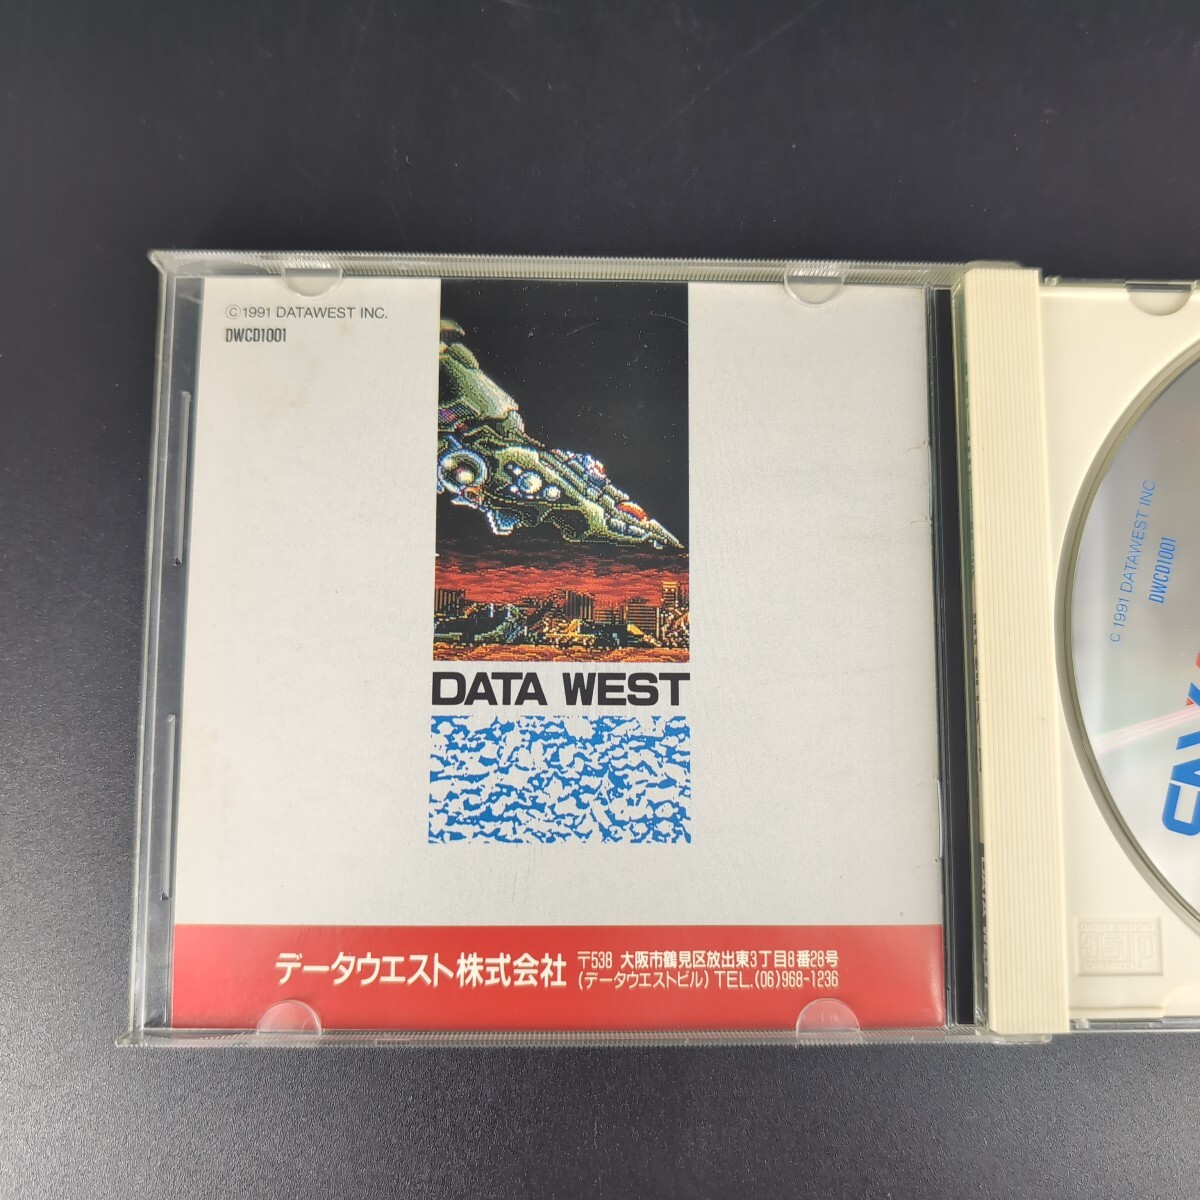 ©1991 DATAWEST INC.
DWCD1001
DATA WEST
データウエスト株式会社
〒538 大阪市鶴見区放出東3丁目8番28号
(データウエストビル) TEL.(06)968-1236
C 1991 DATAWEST INC.
DWCD1001